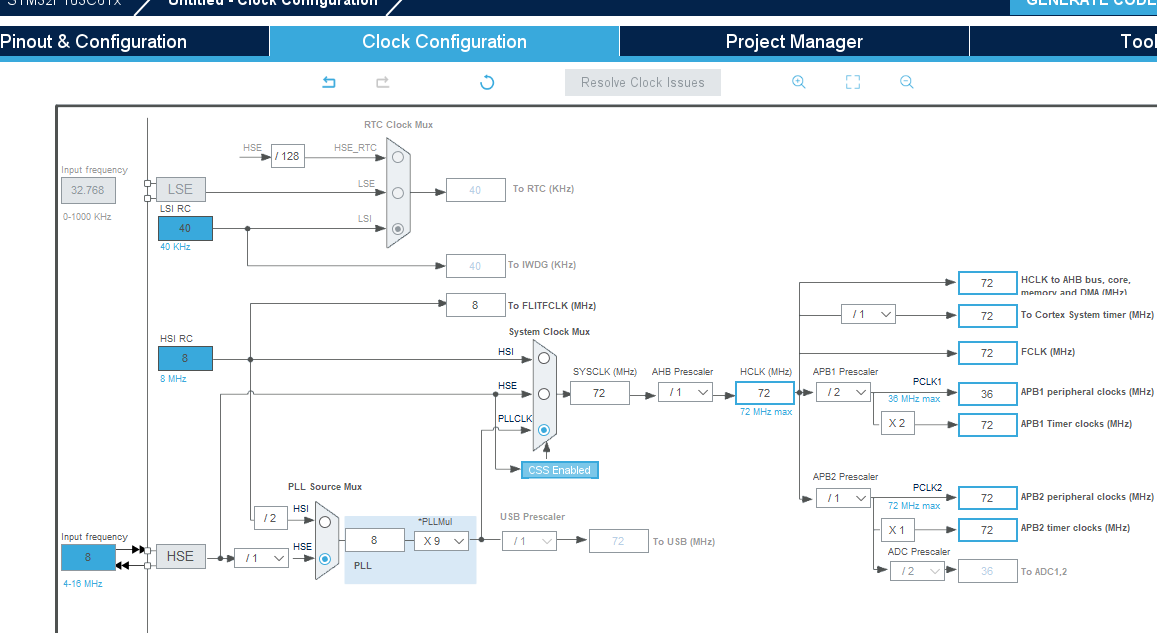 Untitled - Clock Configuration
GENERATE CODE
Pinout & Configuration
Clock Configuration
Project Manager
Tool
Resolve Clock Issues
RTC Clock Mux
HSE
/ 128
HSE_RTC
Input frequency
32.768
0-1000 KHz
LSE
LSE
40
To RTC (KHz)
LSI RC
40
40 KHz
LSI
40
To IWDG (KHz)
8
To FLITFCLK (MHz)
System Clock Mux
HSI RC
8
8 MHz
HSI
HSE
PLLCLK
SYSCLK (MHz)
72
AHB Prescaler
/ 1
HCLK (MHz)
72
72 MHz max
CSS Enabled
72
HCLK to AHB bus, core,
memory and DMA (MHz)
/ 1
72
To Cortex System timer (MHz)
72
FCLK (MHz)
APB1 Prescaler
/ 2
PCLK1
36 MHz max
36
APB1 peripheral clocks (MHz)
X 2
72
APB1 Timer clocks (MHz)
APB2 Prescaler
/ 1
PCLK2
72 MHz max
72
APB2 peripheral clocks (MHz)
X 1
72
APB2 timer clocks (MHz)
ADC Prescaler
/ 2
36
To ADC1,2
PLL Source Mux
/ 2
HSI
Input frequency
8
4-16 MHz
HSE
/ 1
HSE
8
*PLLMul
X 9
PLL
USB Prescaler
/ 1
72
To USB (MHz)